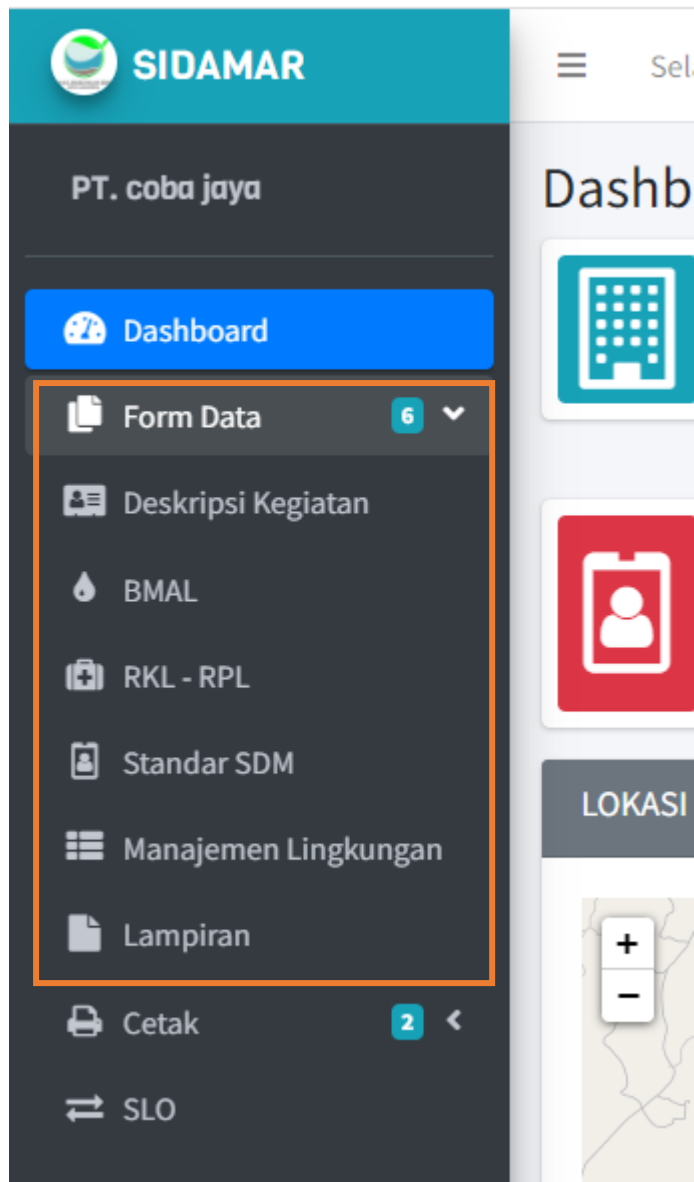 SIDAMAR
PT. coba jaya
Dashboard
Form Data 6
Deskripsi Kegiatan
BMAL
RKL - RPL
Standar SDM
Manajemen Lingkungan
Lampiran
Cetak 2
SLO
Sel
Dashb
LOKASI
+
−